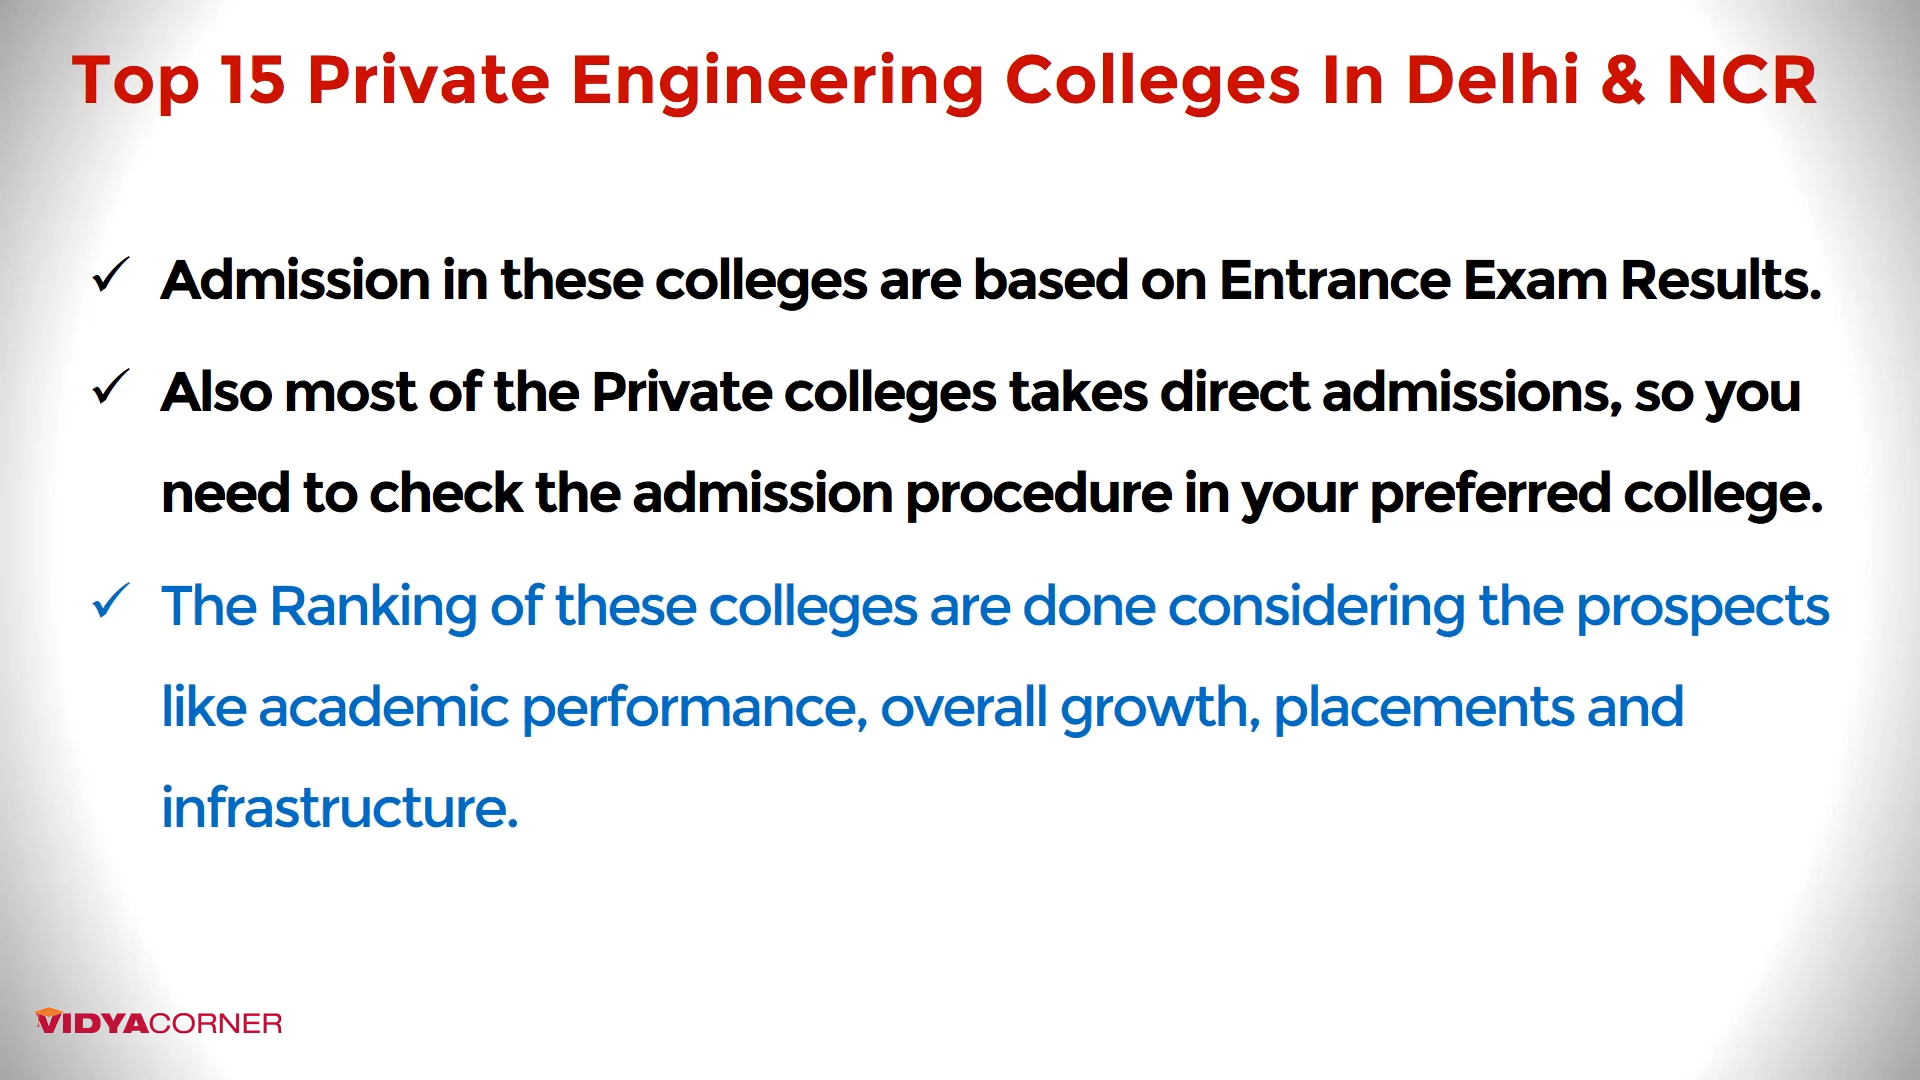 Top 15 Private Engineering Colleges In Delhi & NCR
✓ Admission in these colleges are based on Entrance Exam Results.
✓ Also most of the Private colleges takes direct admissions, so you
need to check the admission procedure in your preferred college.
✓ The Ranking of these colleges are done considering the prospects
like academic performance, overall growth, placements and
infrastructure.
VIDYACORNER